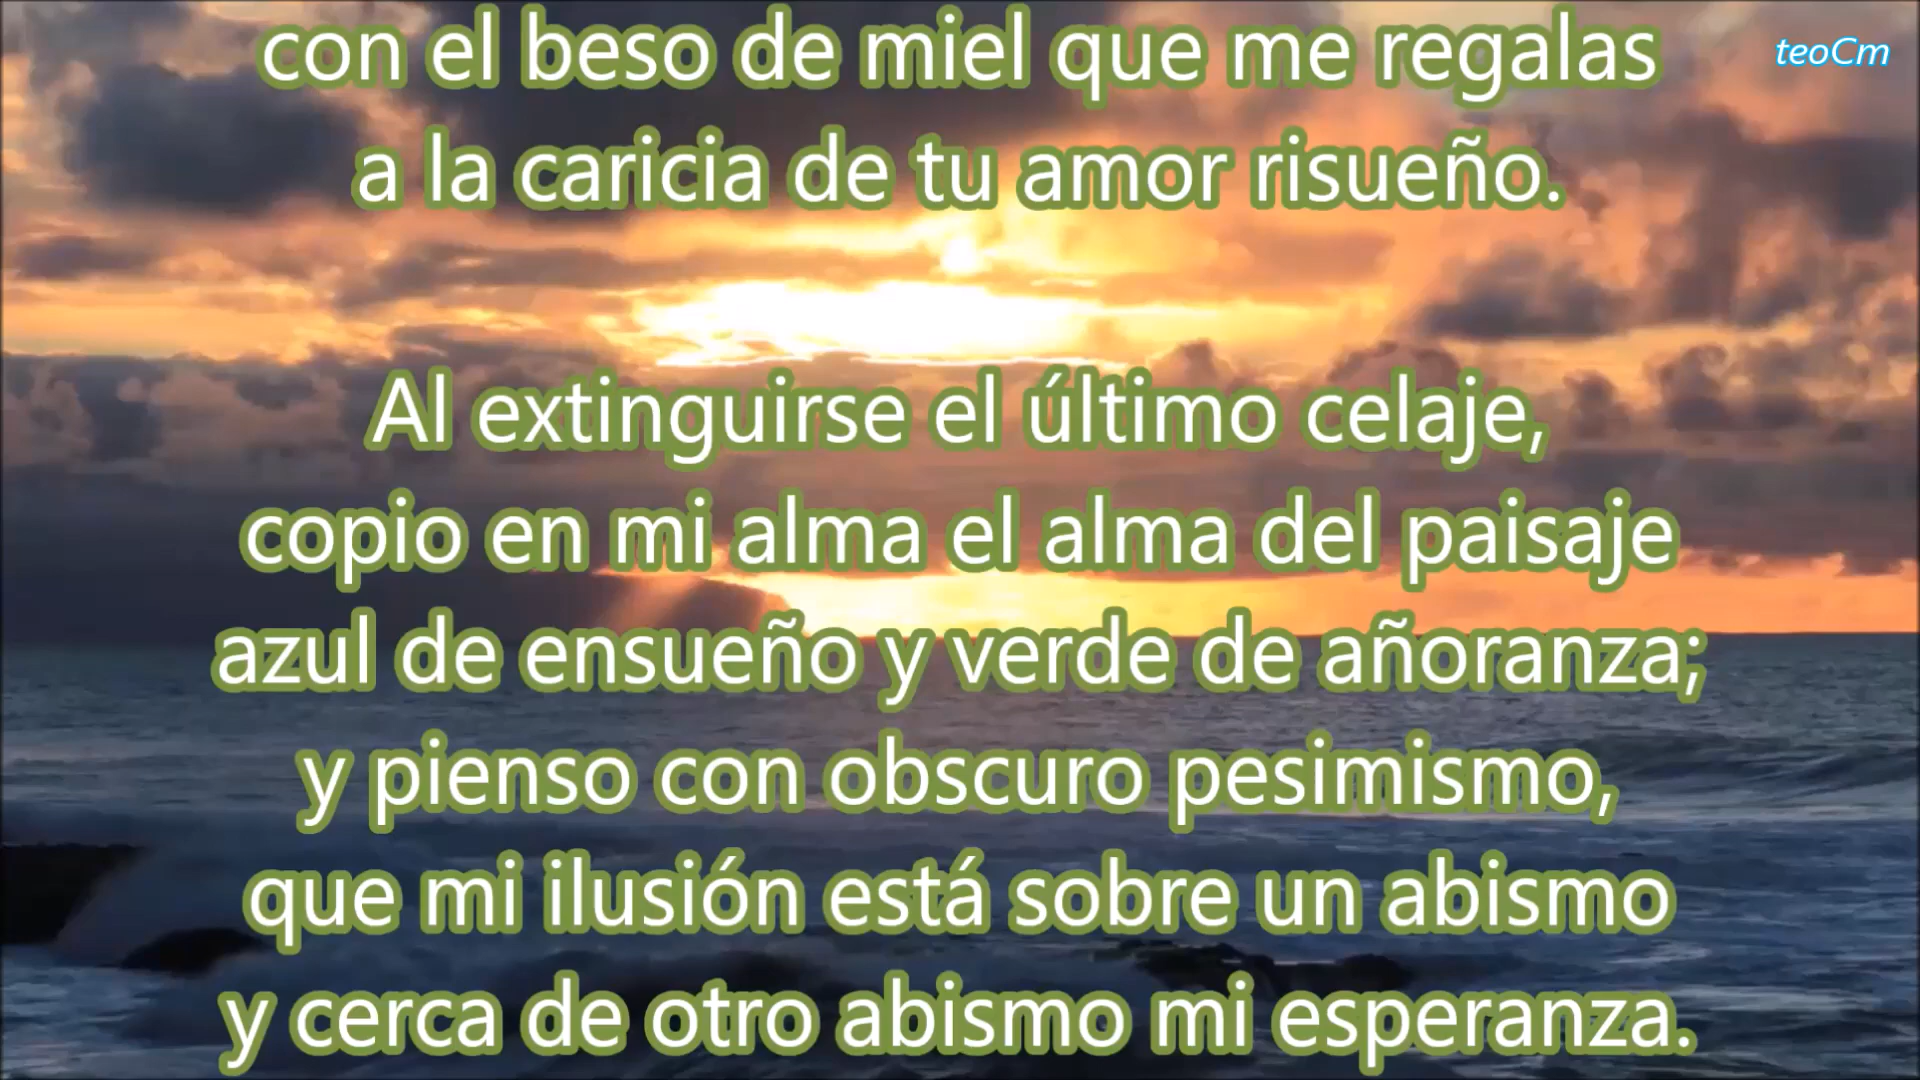 con el beso de miel que me regalas
teoCm
a la caricia de tu amor risueño.
Al extinguirse el último celaje,
copio en mi alma el alma del paisaje
azul de ensueño y verde de añoranza;
y pienso con obscuro pesimismo,
que mi ilusión está sobre un abismo
y cerca de otro abismo mi esperanza.